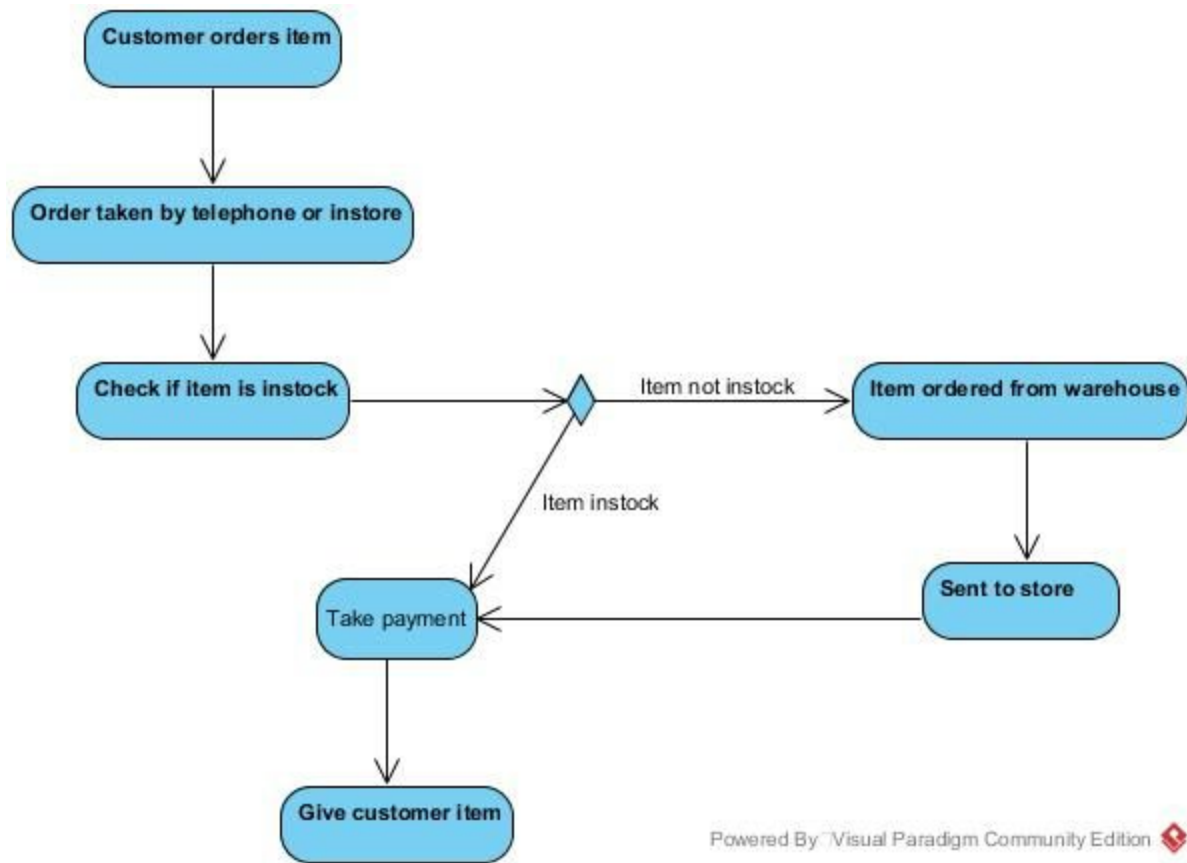 Customer orders item
Order taken by telephone or instore
Check if item is instock
Item not instock
Item ordered from warehouse
Item instock
Sent to store
Take payment
Give customer item
Powered By Visual Paradigm Community Edition